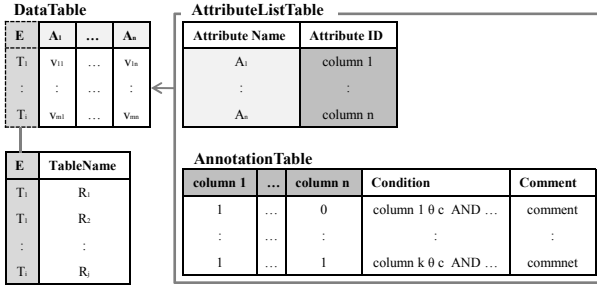 DataTable
E A₁ … Aₙ
T₁ v₁₁ … v₁ₙ
: : … :
Tᵢ vₘ₁ … vₘₙ
E TableName
T₁ R₁
T₁ R₂
: :
Tᵢ Rⱼ
AttributeListTable
Attribute Name Attribute ID
A₁ column 1
: :
Aₙ column n
AnnotationTable
column 1 … column n Condition Comment
1 … 0 column 1 θ c AND … comment
: … : : :
1 … 1 column k θ c AND … commnet